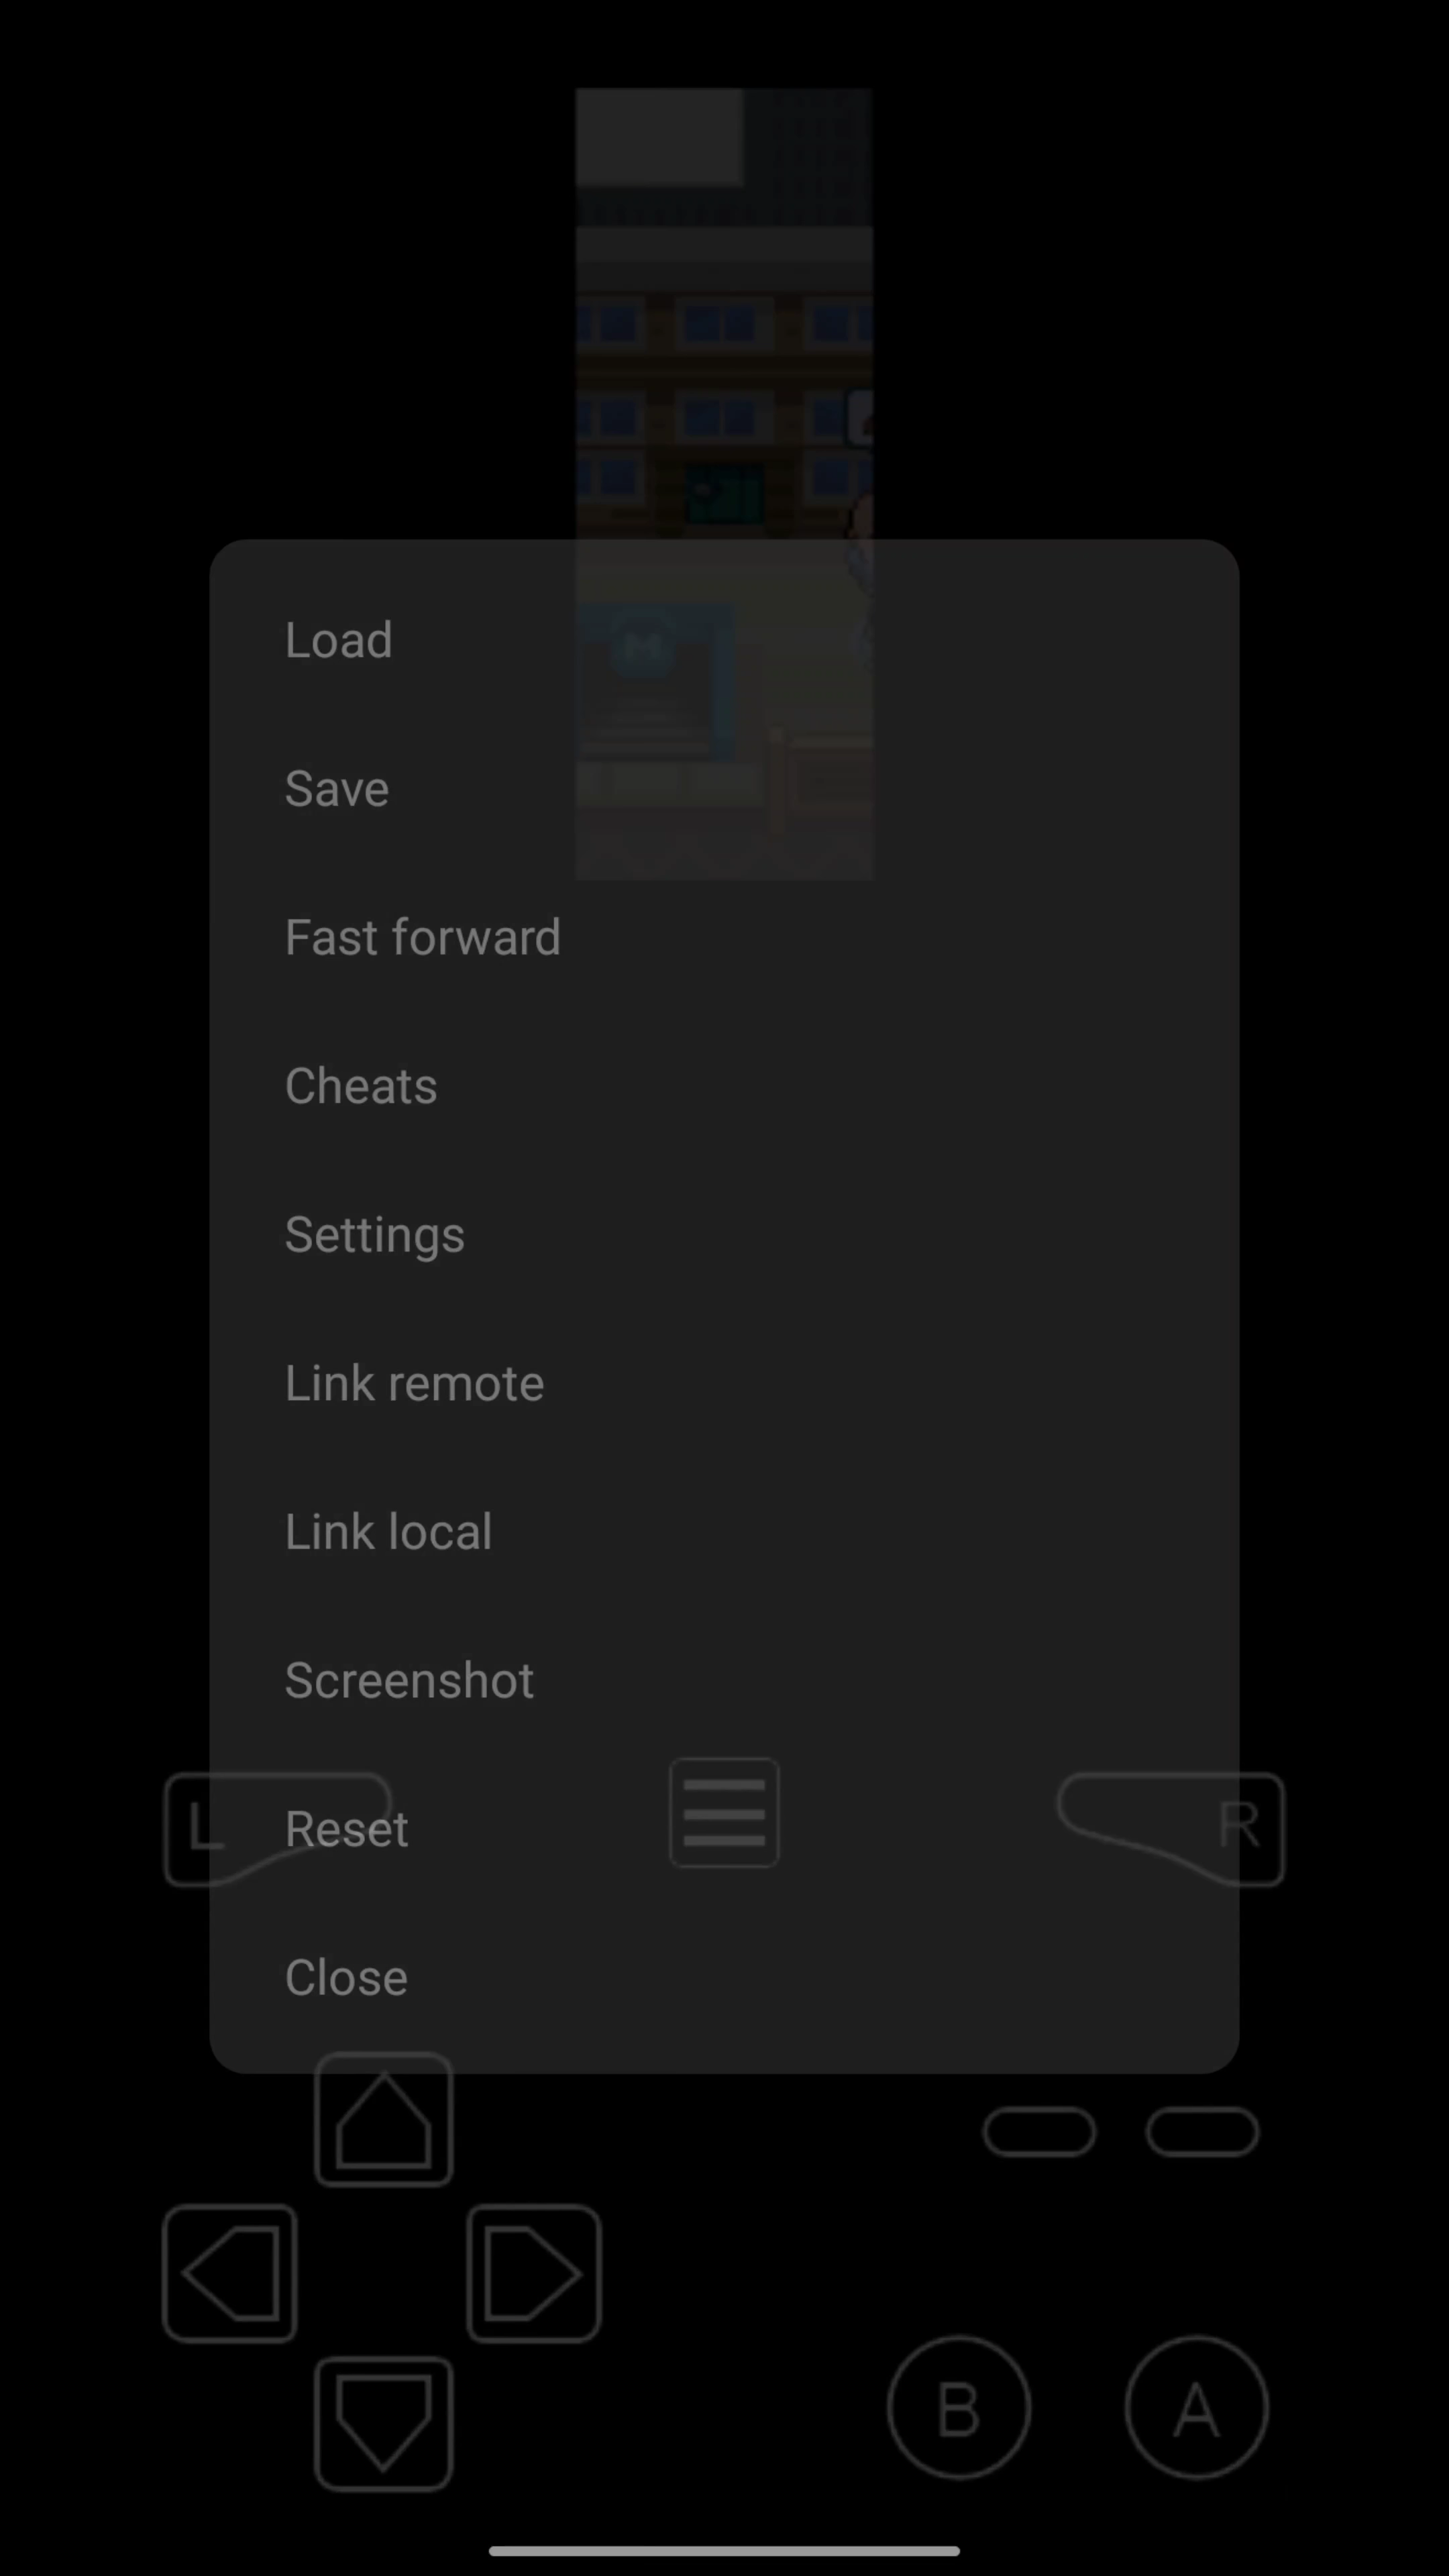 M
Load
Save
Fast forward
Cheats
Settings
Link remote
Link local
Screenshot
L
Reset
R
Close
B
A